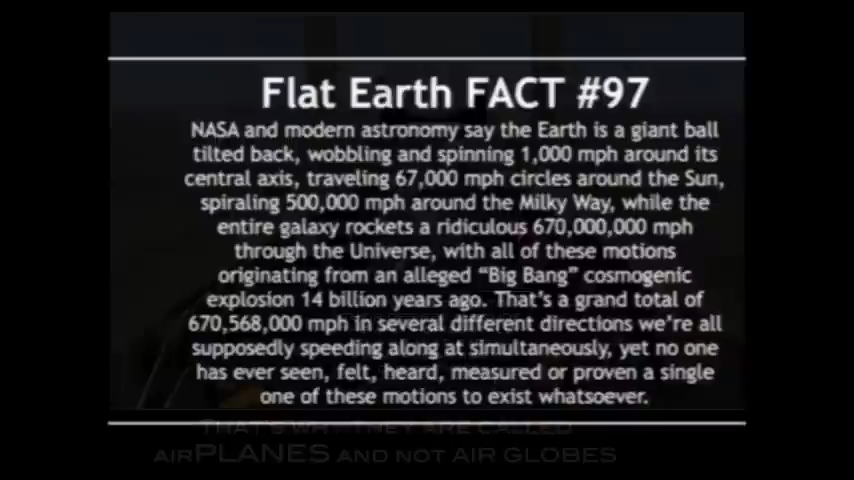 Flat Earth FACT #97
NASA and modern astronomy say the Earth is a giant ball
tilted back, wobbling and spinning 1,000 mph around its
central axis, traveling 67,000 mph circles around the Sun,
spiraling 500,000 mph around the Milky Way, while the
entire galaxy rockets a ridiculous 670,000,000 mph
through the Universe, with all of these motions
originating from an alleged “Big Bang” cosmogenic
explosion 14 billion years ago. That’s a grand total of
670,568,000 mph in several different directions we’re all
supposedly speeding along at simultaneously, yet no one
has ever seen, felt, heard, measured or proven a single
one of these motions to exist whatsoever.
THAT'S WHY THEY ARE CALLED
AIRPLANES AND NOT AIR GLOBES